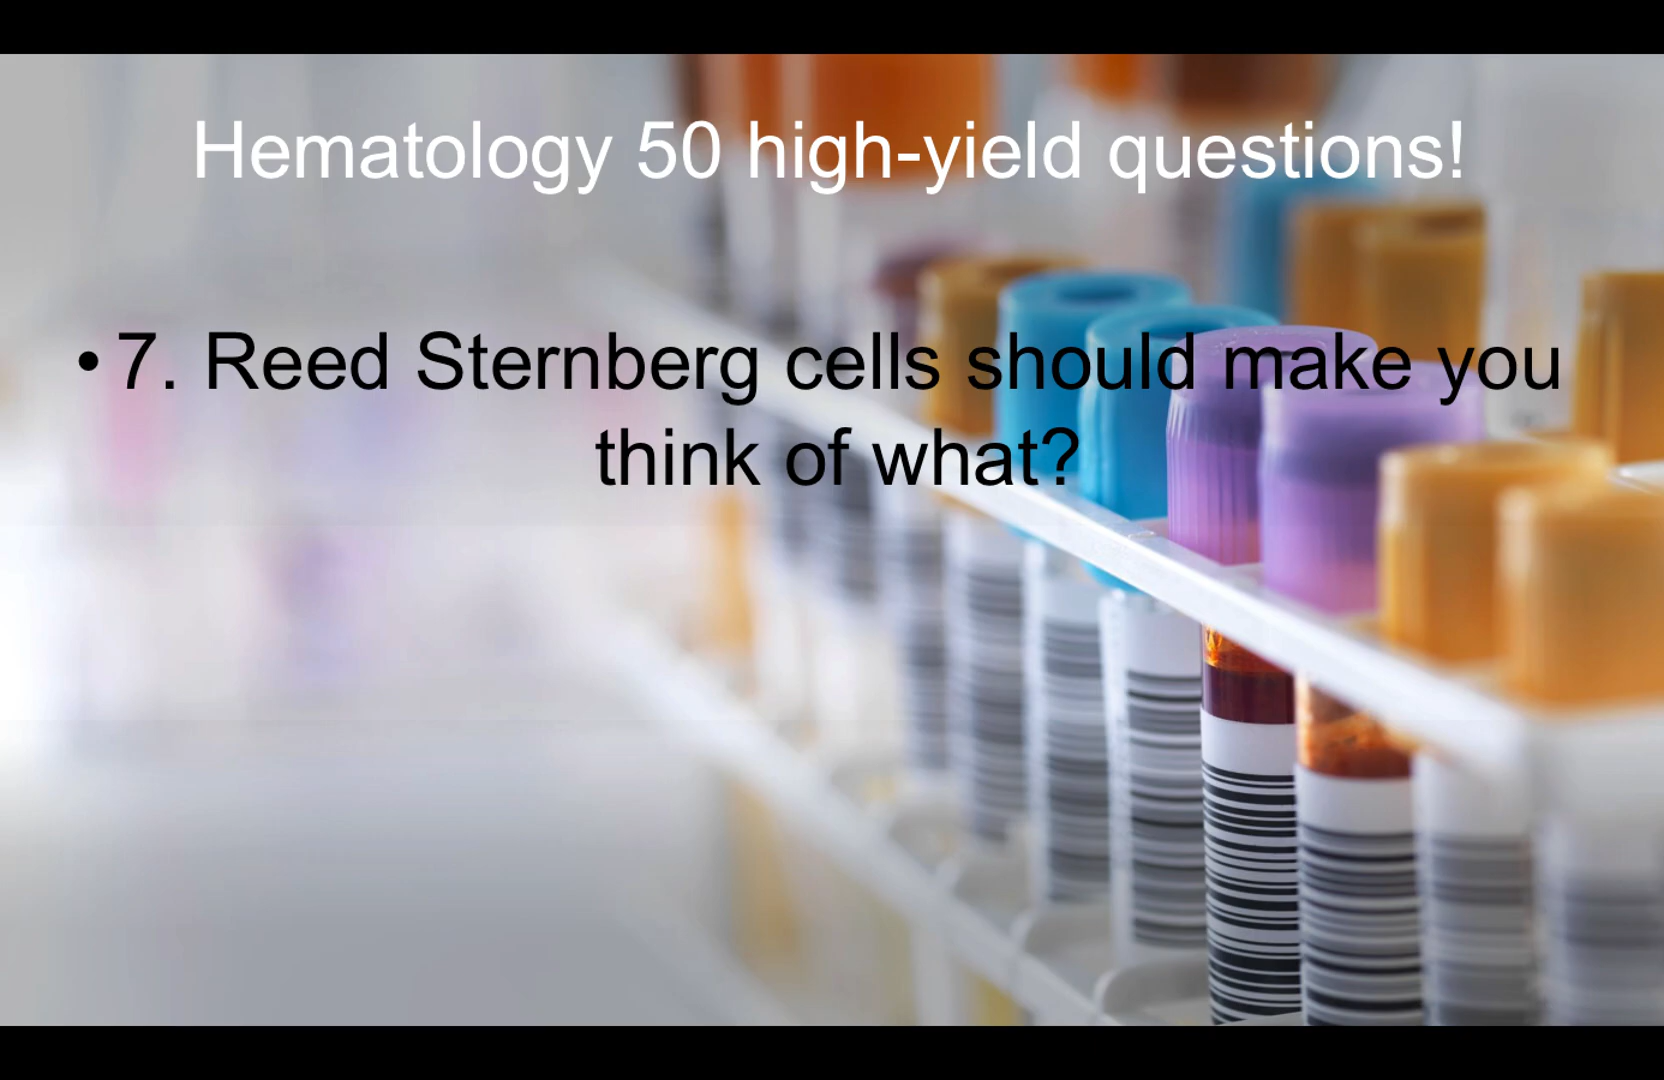 Hematology 50 high-yield questions!
• 7. Reed Sternberg cells should make you
think of what?